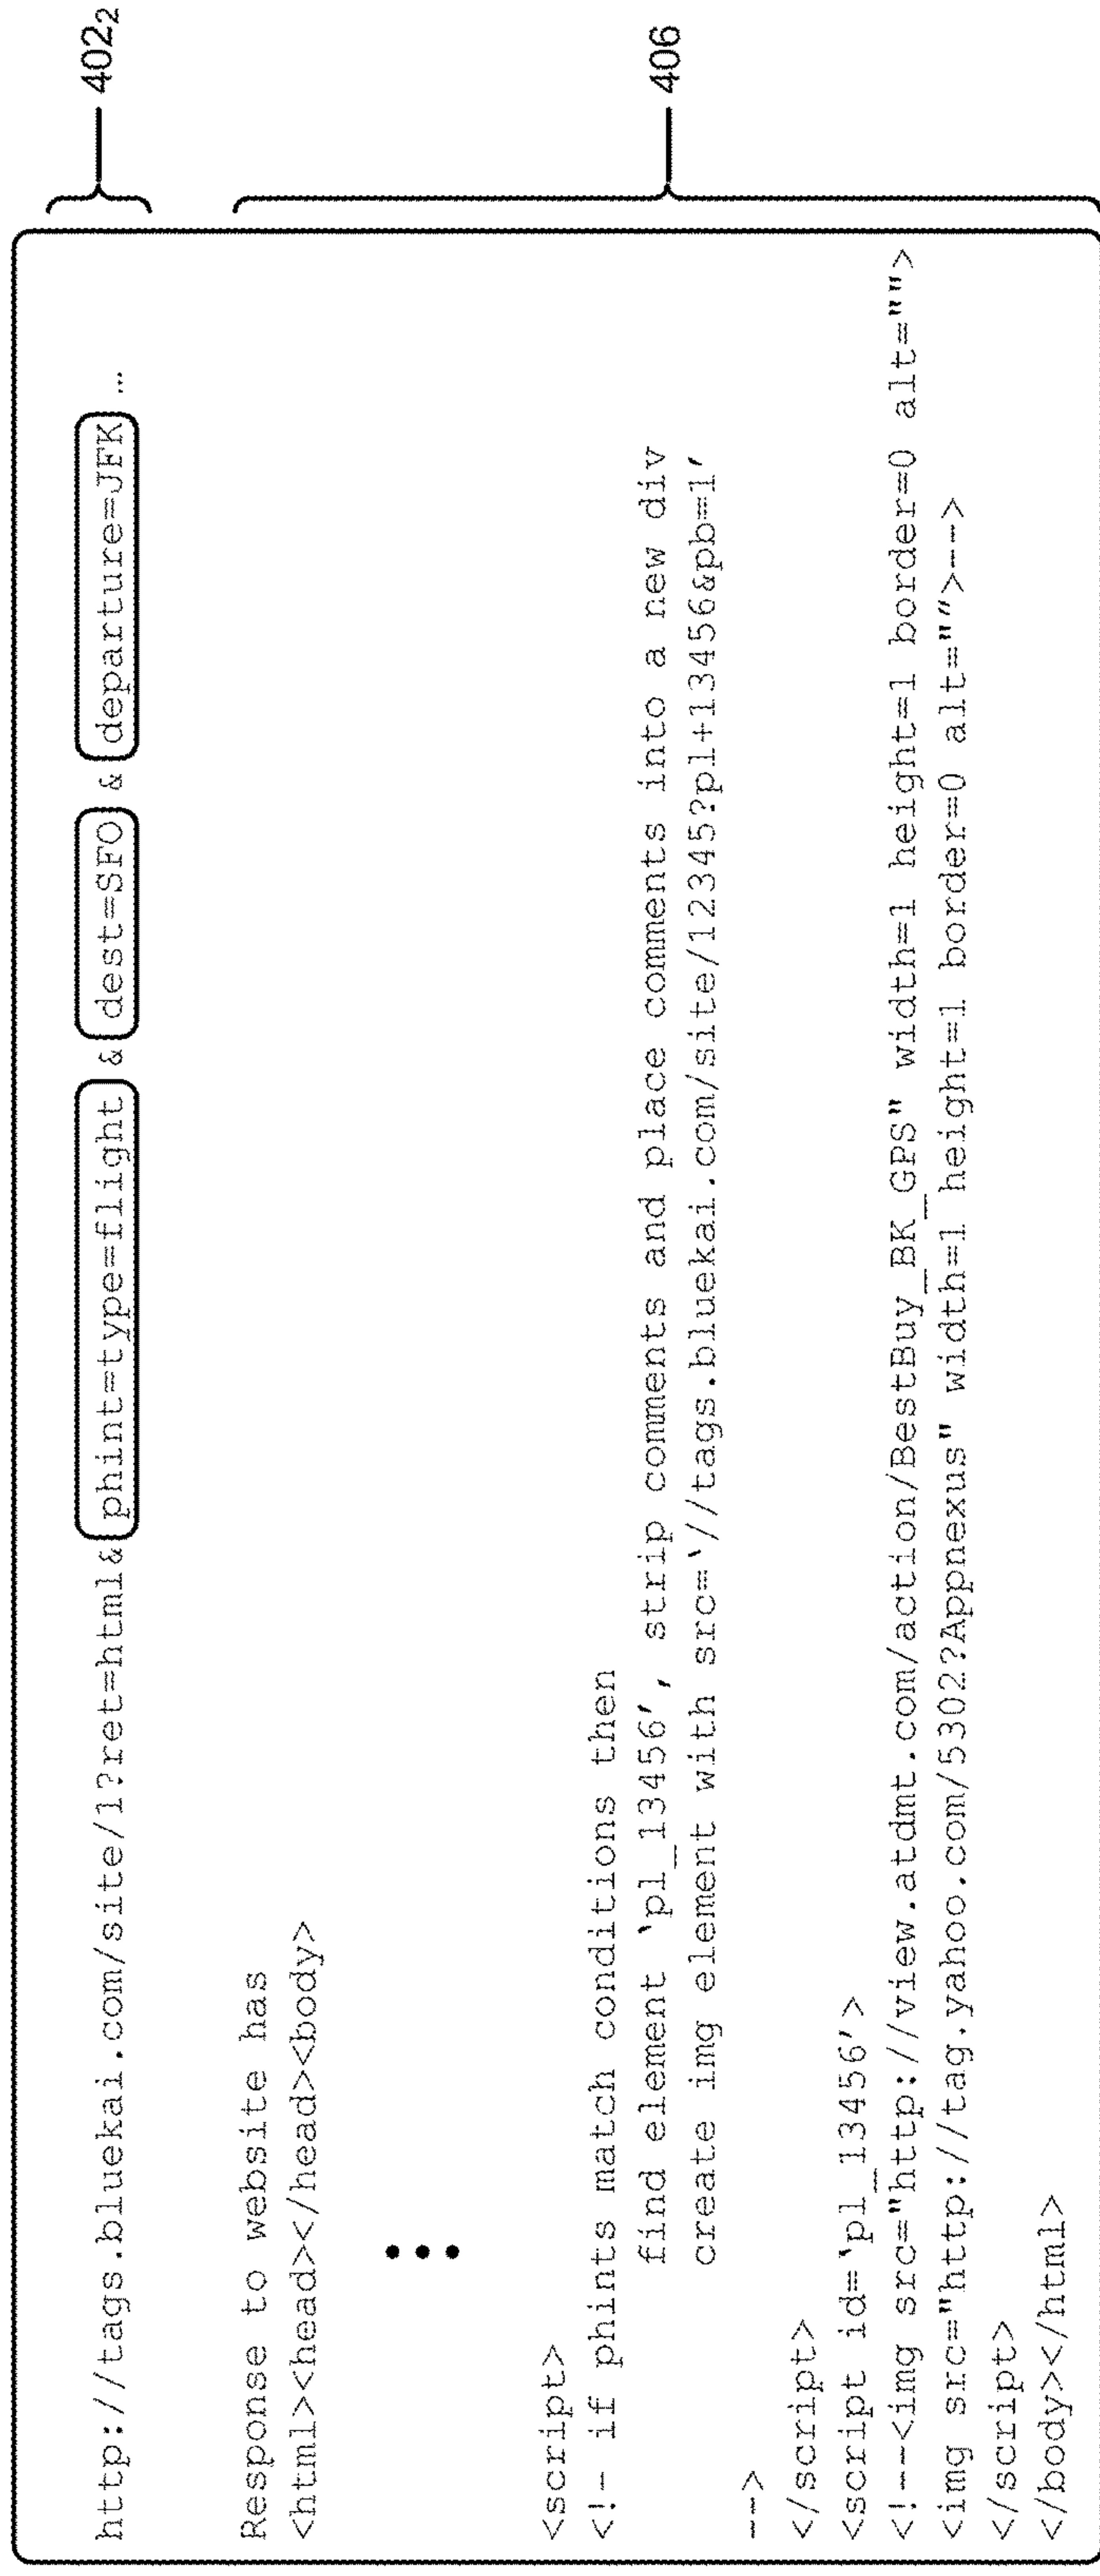 http://tags.bluekai.com/site/1?ret=html& phint=type=flight & dest=SFO & departure=JFK ...
402₂
Response to website has
<html><head></head><body>
•••
<script>
<!- if phints match conditions then
find element ‵pl_13456′, strip comments and place comments into a new div
create img element with src=‵//tags.bluekai.com/site/12345?pl+13456&pb=1′
-->
</script>
<script id=‵pl_13456′>
<!---<img src="http://view.atdmt.com/action/BestBuy_BK_GPS" width=1 height=1 border=0 alt="">
<img src="http://tag.yahoo.com/5302?Appnexus" width=1 height=1 border=0 alt="″>--->
</script>
</body></html>
406